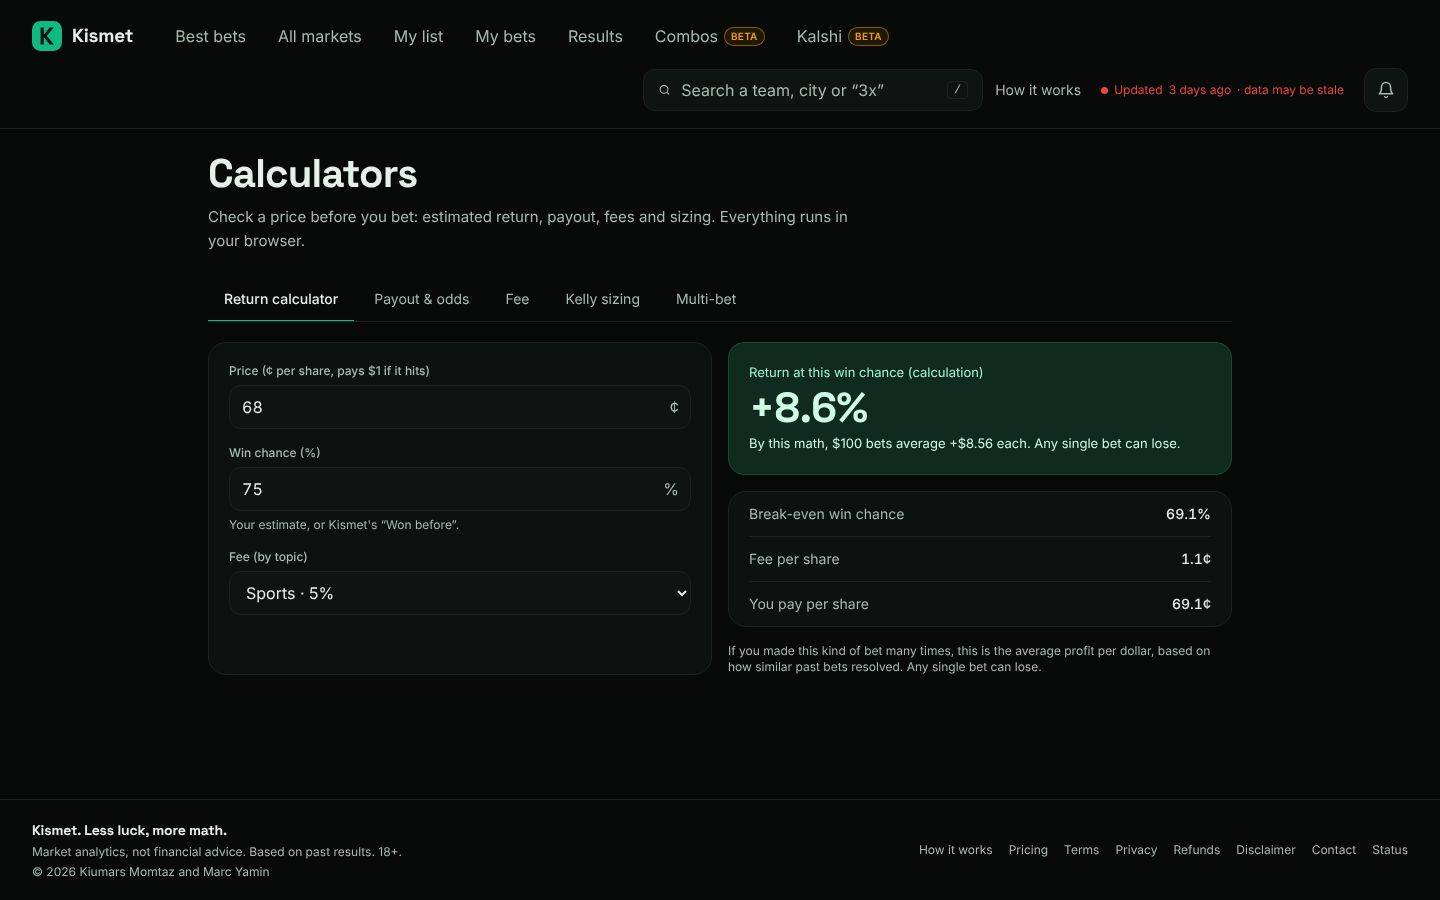 K Kismet
Best bets
All markets
My list
My bets
Results
Combos BETA
Kalshi BETA
Search a team, city or “3x”
/
How it works
Updated 3 days ago · data may be stale
Calculators
Check a price before you bet: estimated return, payout, fees and sizing. Everything runs in
your browser.
Return calculator
Payout & odds
Fee
Kelly sizing
Multi-bet
Price (¢ per share, pays $1 if it hits)
68 ¢
Win chance (%)
75 %
Your estimate, or Kismet's “Won before”.
Fee (by topic)
Sports · 5%
Return at this win chance (calculation)
+8.6%
By this math, $100 bets average +$8.56 each. Any single bet can lose.
Break-even win chance 69.1%
Fee per share 1.1¢
You pay per share 69.1¢
If you made this kind of bet many times, this is the average profit per dollar, based on
how similar past bets resolved. Any single bet can lose.
Kismet. Less luck, more math.
Market analytics, not financial advice. Based on past results. 18+.
© 2026 Kiumars Momtaz and Marc Yamin
How it works
Pricing
Terms
Privacy
Refunds
Disclaimer
Contact
Status